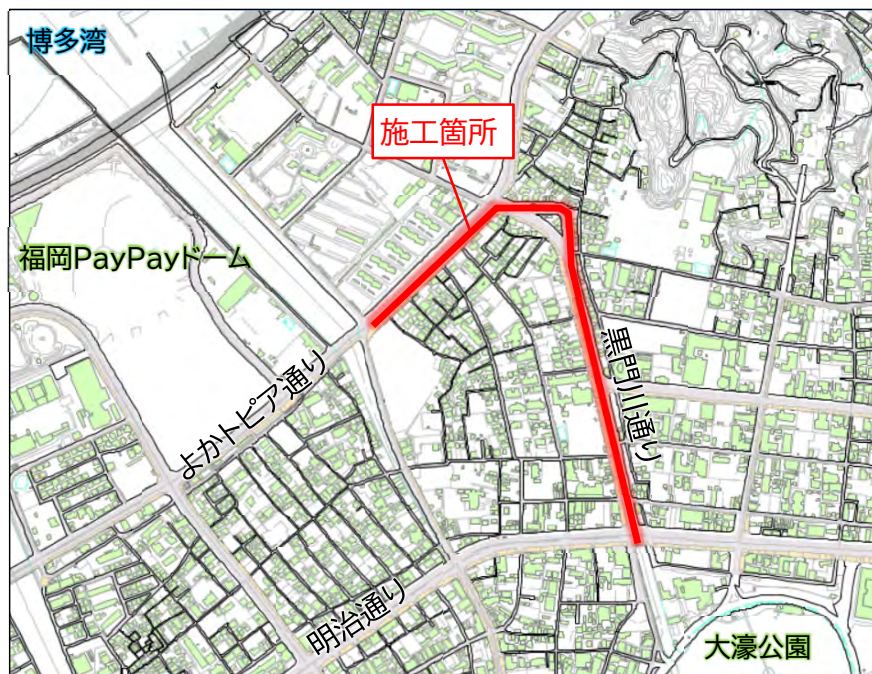 博多湾
施工箇所
福岡PayPayドーム
黒門川通り
よかトピア通り
明治通り
大濠公園